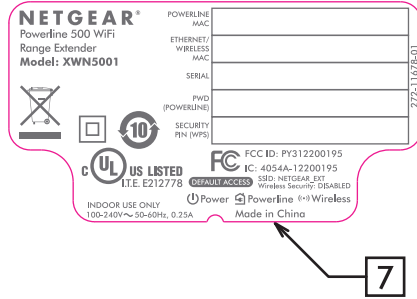 NETGEAR®
Powerline 500 WiFi
Range Extender
Model: XWN5001
POWERLINE
MAC
ETHERNET/
WIRELESS
MAC
SERIAL
PWD
(POWERLINE)
SECURITY
PIN (WPS)
272-11678-01
10
C UL US LISTED
I.T.E. E212778
FC FCC ID: PY312200195
IC: 4054A-12200195
DEFAULT ACCESS SSID: NETGEAR_EXT
Wireless Security: DISABLED
INDOOR USE ONLY
100-240V~50-60Hz, 0.25A
Power Powerline Wireless
Made in China
7